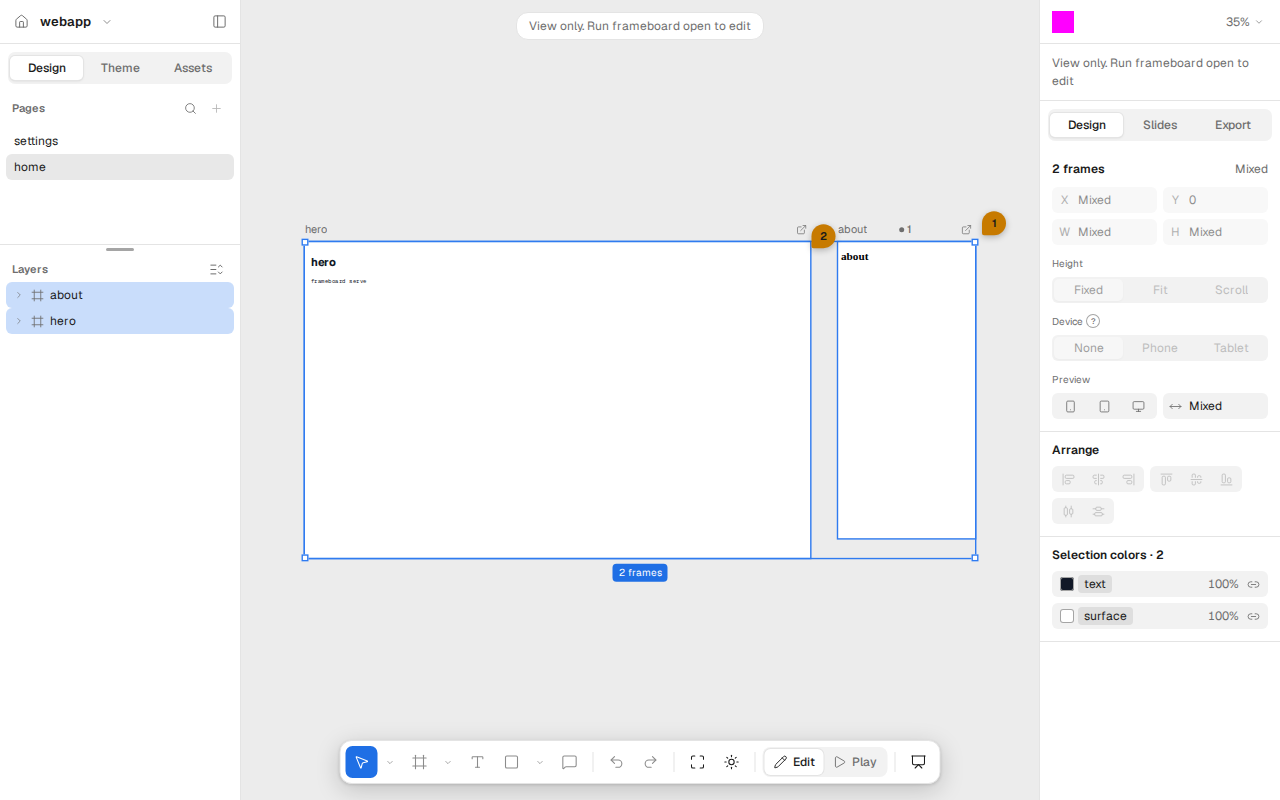 webapp
Design
Theme
Assets
Pages
settings
home
Layers
about
hero
View only. Run frameboard open to edit
hero
2
about
1
1
hero
frameboard serve
about
2 frames
Edit
Play
35%
View only. Run frameboard open to
edit
Design
Slides
Export
2 frames
Mixed
X Mixed
Y 0
W Mixed
H Mixed
Height
Fixed
Fit
Scroll
Device ?
None
Phone
Tablet
Preview
Mixed
Arrange
Selection colors · 2
text 100%
surface 100%